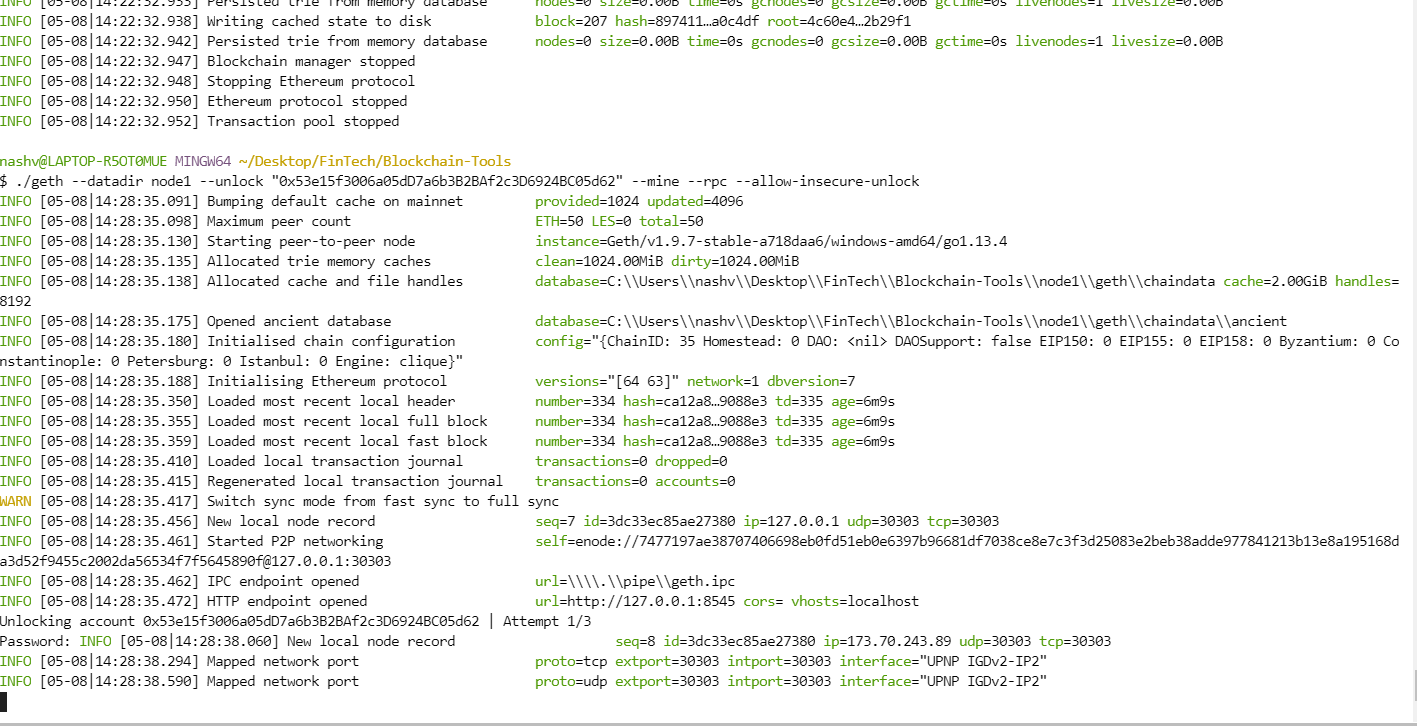 INFO [05-08|14:22:32.935] Persisted trie from memory database nodes=0 size=0.00B time=0s gcnodes=0 gcsize=0.00B gctime=0s livenodes=1 livesize=0.00B
INFO [05-08|14:22:32.938] Writing cached state to disk block=207 hash=897411…a0c4df root=4c60e4…2b29f1
INFO [05-08|14:22:32.942] Persisted trie from memory database nodes=0 size=0.00B time=0s gcnodes=0 gcsize=0.00B gctime=0s livenodes=1 livesize=0.00B
INFO [05-08|14:22:32.947] Blockchain manager stopped
INFO [05-08|14:22:32.948] Stopping Ethereum protocol
INFO [05-08|14:22:32.950] Ethereum protocol stopped
INFO [05-08|14:22:32.952] Transaction pool stopped
nashv@LAPTOP-R5OT0MUE MINGW64 ~/Desktop/FinTech/Blockchain-Tools
$ ./geth --datadir node1 --unlock "0x53e15f3006a05dD7a6b3B2BAf2c3D6924BC05d62" --mine --rpc --allow-insecure-unlock
INFO [05-08|14:28:35.091] Bumping default cache on mainnet provided=1024 updated=4096
INFO [05-08|14:28:35.098] Maximum peer count ETH=50 LES=0 total=50
INFO [05-08|14:28:35.130] Starting peer-to-peer node instance=Geth/v1.9.7-stable-a718daa6/windows-amd64/go1.13.4
INFO [05-08|14:28:35.135] Allocated trie memory caches clean=1024.00MiB dirty=1024.00MiB
INFO [05-08|14:28:35.138] Allocated cache and file handles database=C:\\Users\\nashv\\Desktop\\FinTech\\Blockchain-Tools\\node1\\geth\\chaindata cache=2.00GiB handles=
8192
INFO [05-08|14:28:35.175] Opened ancient database database=C:\\Users\\nashv\\Desktop\\FinTech\\Blockchain-Tools\\node1\\geth\\chaindata\\ancient
INFO [05-08|14:28:35.180] Initialised chain configuration config="{ChainID: 35 Homestead: 0 DAO: <nil> DAOSupport: false EIP150: 0 EIP155: 0 EIP158: 0 Byzantium: 0 Co
nstantinople: 0 Petersburg: 0 Istanbul: 0 Engine: clique}"
INFO [05-08|14:28:35.188] Initialising Ethereum protocol versions="[64 63]" network=1 dbversion=7
INFO [05-08|14:28:35.350] Loaded most recent local header number=334 hash=ca12a8…9088e3 td=335 age=6m9s
INFO [05-08|14:28:35.355] Loaded most recent local full block number=334 hash=ca12a8…9088e3 td=335 age=6m9s
INFO [05-08|14:28:35.359] Loaded most recent local fast block number=334 hash=ca12a8…9088e3 td=335 age=6m9s
INFO [05-08|14:28:35.410] Loaded local transaction journal transactions=0 dropped=0
INFO [05-08|14:28:35.415] Regenerated local transaction journal transactions=0 accounts=0
WARN [05-08|14:28:35.417] Switch sync mode from fast sync to full sync
INFO [05-08|14:28:35.456] New local node record seq=7 id=3dc33ec85ae27380 ip=127.0.0.1 udp=30303 tcp=30303
INFO [05-08|14:28:35.461] Started P2P networking self=enode://7477197ae38707406698eb0fd51eb0e6397b96681df7038ce8e7c3f3d25083e2beb38adde977841213b13e8a195168d
a3d52f9455c2002da56534f7f5645890f@127.0.0.1:30303
INFO [05-08|14:28:35.462] IPC endpoint opened url=\\\\.\\pipe\\geth.ipc
INFO [05-08|14:28:35.472] HTTP endpoint opened url=http://127.0.0.1:8545 cors= vhosts=localhost
Unlocking account 0x53e15f3006a05dD7a6b3B2BAf2c3D6924BC05d62 | Attempt 1/3
Password: INFO [05-08|14:28:38.060] New local node record seq=8 id=3dc33ec85ae27380 ip=173.70.243.89 udp=30303 tcp=30303
INFO [05-08|14:28:38.294] Mapped network port proto=tcp extport=30303 intport=30303 interface="UPNP IGDv2-IP2"
INFO [05-08|14:28:38.590] Mapped network port proto=udp extport=30303 intport=30303 interface="UPNP IGDv2-IP2"